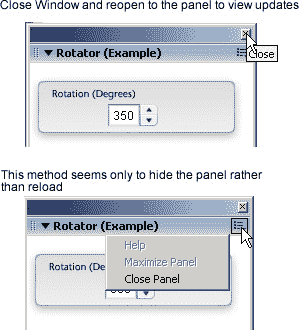 Close Window and reopen to the panel to view updates
Rotator (Example)
Close
Rotation (Degrees)
350
This method seems only to hide the panel rather
than reload
Rotator (Example)
Help
Rotation (De
Maximize Panel
Close Panel